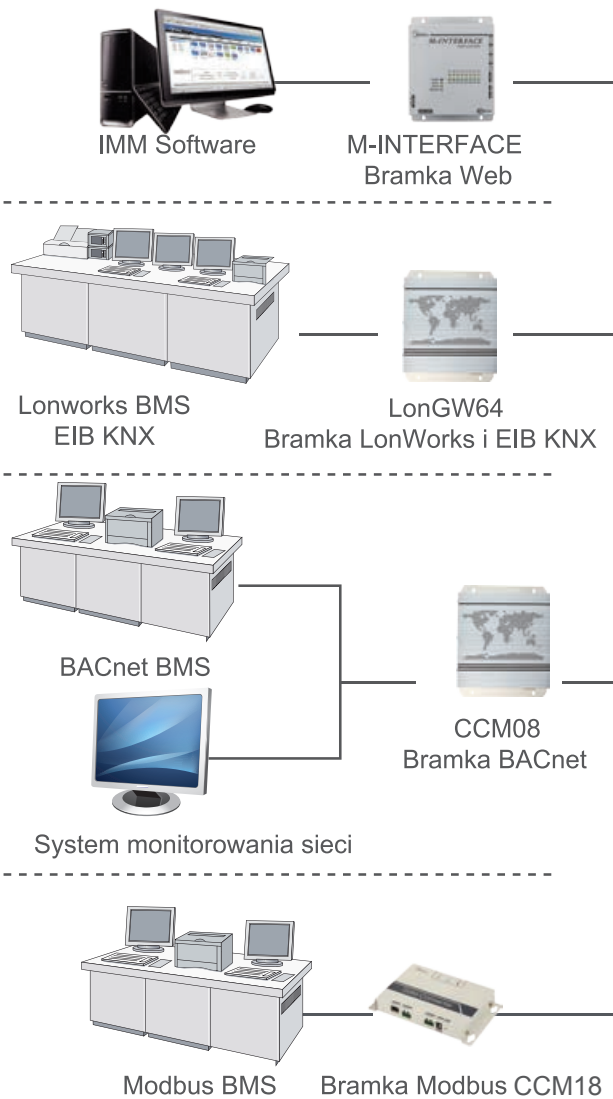 M-INTERFACE
IMM Software
M-INTERFACE
Bramka Web
Lonworks BMS
EIB KNX
LonGW64
Bramka LonWorks i EIB KNX
BACnet BMS
CCM08
Bramka BACnet
System monitorowania sieci
Modbus BMS
Bramka Modbus CCM18